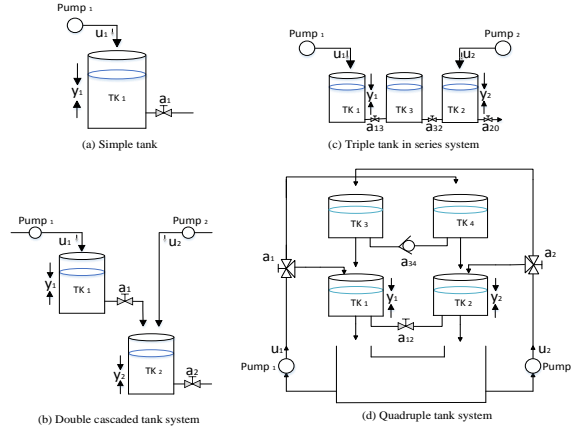 Pump 1
u1
y1
TK 1
a1
(a) Simple tank
Pump 1
Pump 2
u1
u2
y1
y2
TK 1
TK 3
TK 2
a13
a32
a20
(c) Triple tank in series system
Pump 1
Pump 2
u1
u2
y1
TK 1
a1
y2
TK 2
a2
(b) Double cascaded tank system
TK 3
TK 4
a1
a34
a2
TK 1
y1
TK 2
y2
a12
u1
u2
Pump 1
Pump
(d) Quadruple tank system